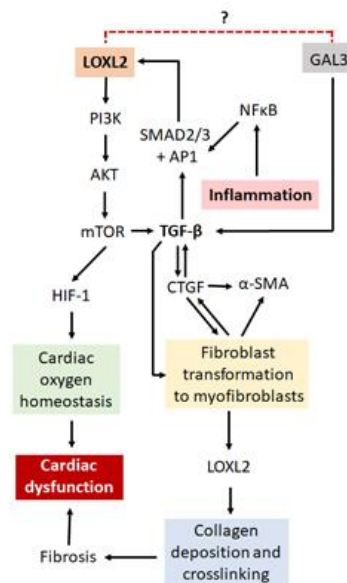 ?
LOXL2
GAL3
PI3K
NFκB
SMAD2/3
+ AP1
AKT
Inflammation
mTOR
TGF-β
CTGF
α-SMA
HIF-1
Cardiac
oxygen
homeostasis
Fibroblast
transformation
to myofibroblasts
Cardiac
dysfunction
LOXL2
Fibrosis
Collagen
deposition and
crosslinking